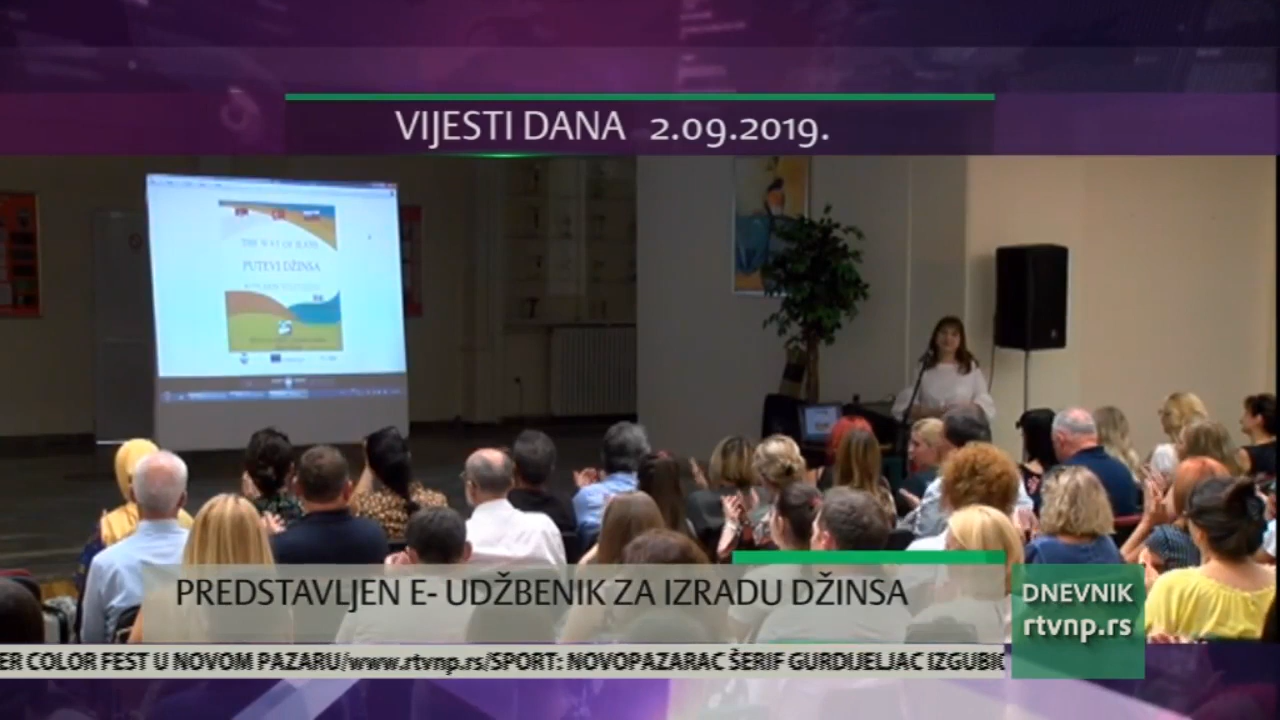 VIJESTI DANA 2.09.2019.
THE WAY OF JEANS
PUTEVI DŽINSA
PREDSTAVLJEN E- UDŽBENIK ZA IZRADU DŽINSA
DNEVNIK
rtvnp.rs
ER COLOR FEST U NOVOM PAZARU/www.rtvnp.rs/SPORT: NOVOPAZARAC ŠERIF GURDIJELJAC IZGUBI